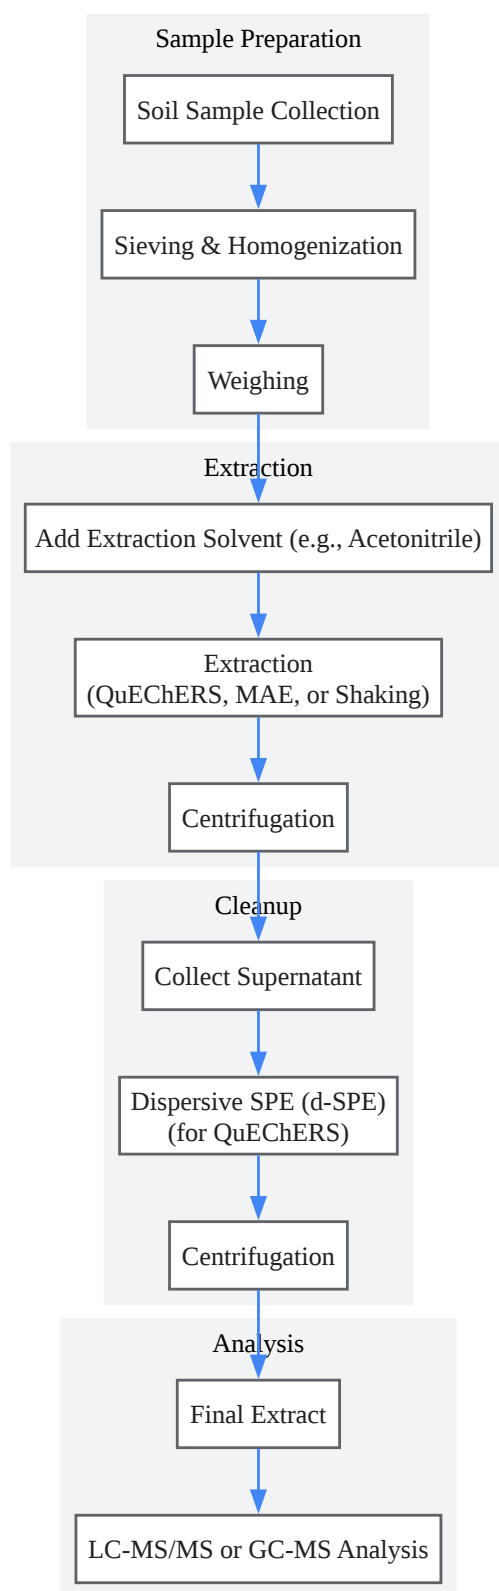 Sample Preparation
Soil Sample Collection
Sieving & Homogenization
Weighing
Extraction
Add Extraction Solvent (e.g., Acetonitrile)
Extraction
(QuEChERS, MAE, or Shaking)
Centrifugation
Cleanup
Collect Supernatant
Dispersive SPE (d-SPE)
(for QuEChERS)
Centrifugation
Analysis
Final Extract
LC-MS/MS or GC-MS Analysis